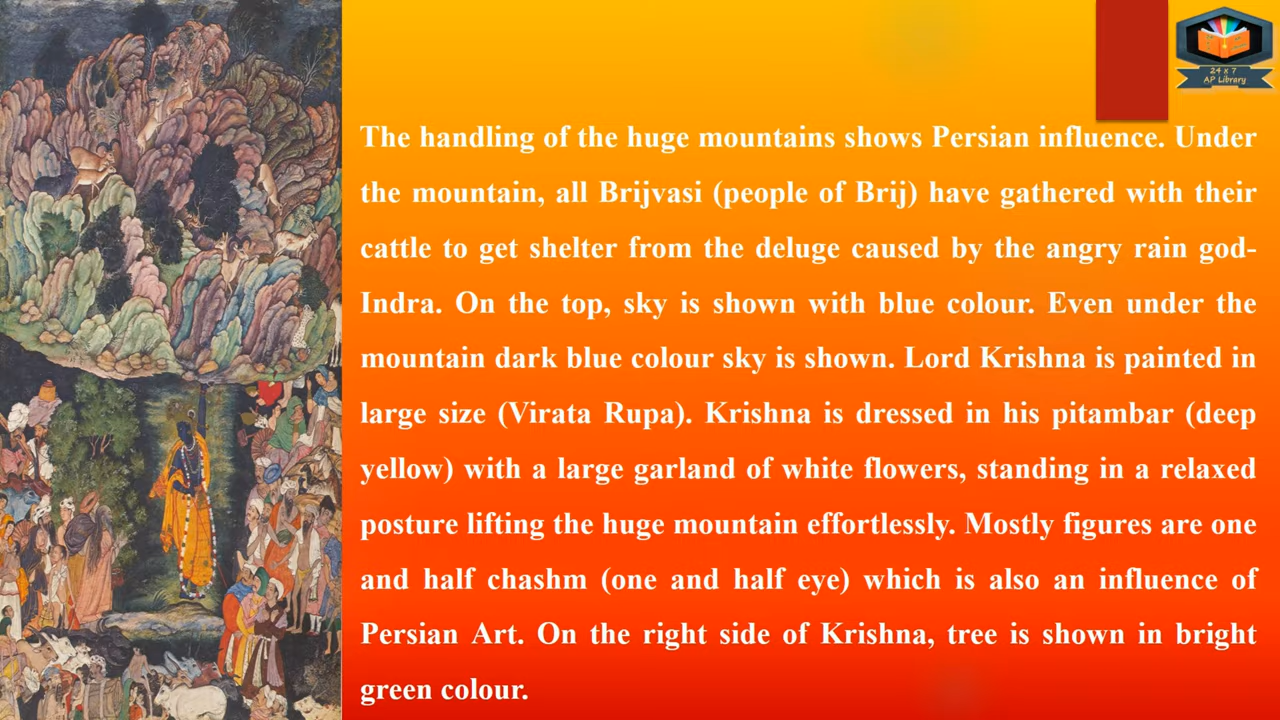 24 x 7
AP Library
The handling of the huge mountains shows Persian influence. Under
the mountain, all Brijvasi (people of Brij) have gathered with their
cattle to get shelter from the deluge caused by the angry rain god-
Indra. On the top, sky is shown with blue colour. Even under the
mountain dark blue colour sky is shown. Lord Krishna is painted in
large size (Virata Rupa). Krishna is dressed in his pitambar (deep
yellow) with a large garland of white flowers, standing in a relaxed
posture lifting the huge mountain effortlessly. Mostly figures are one
and half chashm (one and half eye) which is also an influence of
Persian Art. On the right side of Krishna, tree is shown in bright
green colour.